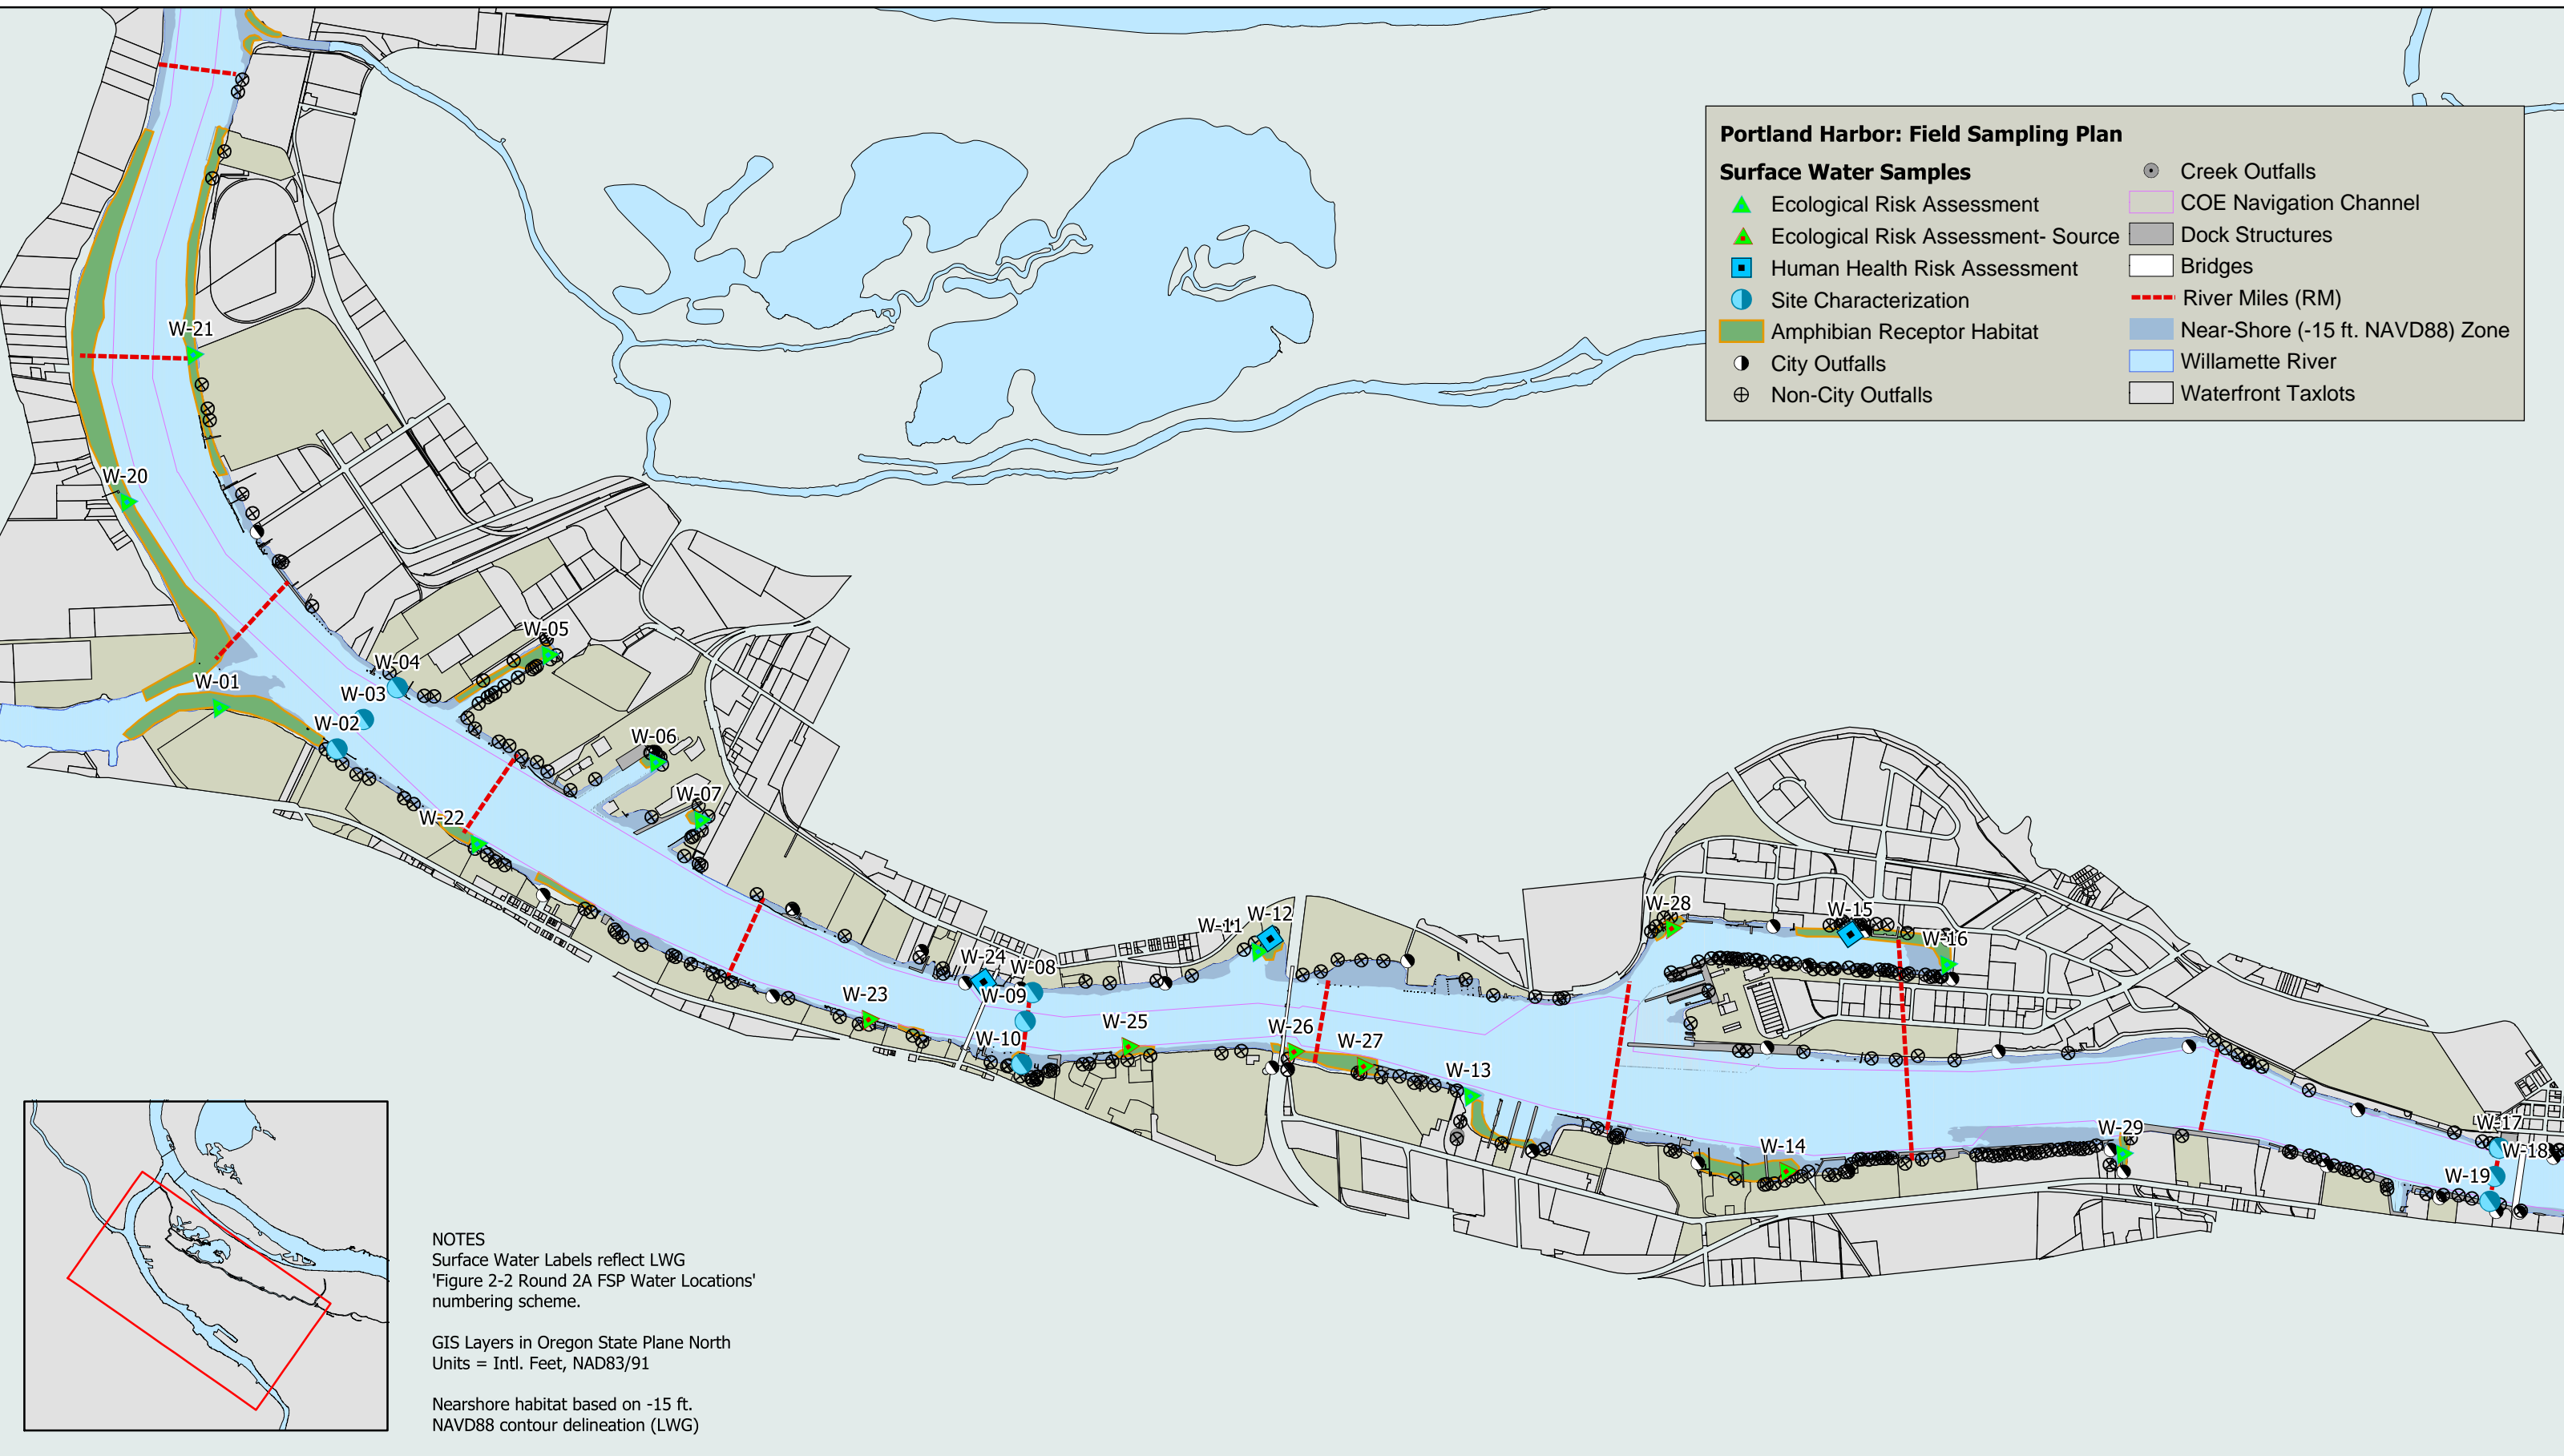 Portland Harbor: Field Sampling Plan
Surface Water Samples
Ecological Risk Assessment
Ecological Risk Assessment- Source
Human Health Risk Assessment
Site Characterization
Amphibian Receptor Habitat
City Outfalls
Non-City Outfalls
Creek Outfalls
COE Navigation Channel
Dock Structures
Bridges
River Miles (RM)
Near-Shore (-15 ft. NAVD88) Zone
Willamette River
Waterfront Taxlots
W-21
W-20
W-05
W-04
W-01
W-03
W-02
W-06
W-07
W-22
W-28
W-15
W-12
W-11
W-16
W-24
W-08
W-09
W-23
W-25
W-26
W-10
W-27
W-13
W-17
W-29
W-14
W-18
W-19
NOTES
Surface Water Labels reflect LWG
'Figure 2-2 Round 2A FSP Water Locations'
numbering scheme.
GIS Layers in Oregon State Plane North
Units = Intl. Feet, NAD83/91
Nearshore habitat based on -15 ft.
NAVD88 contour delineation (LWG)